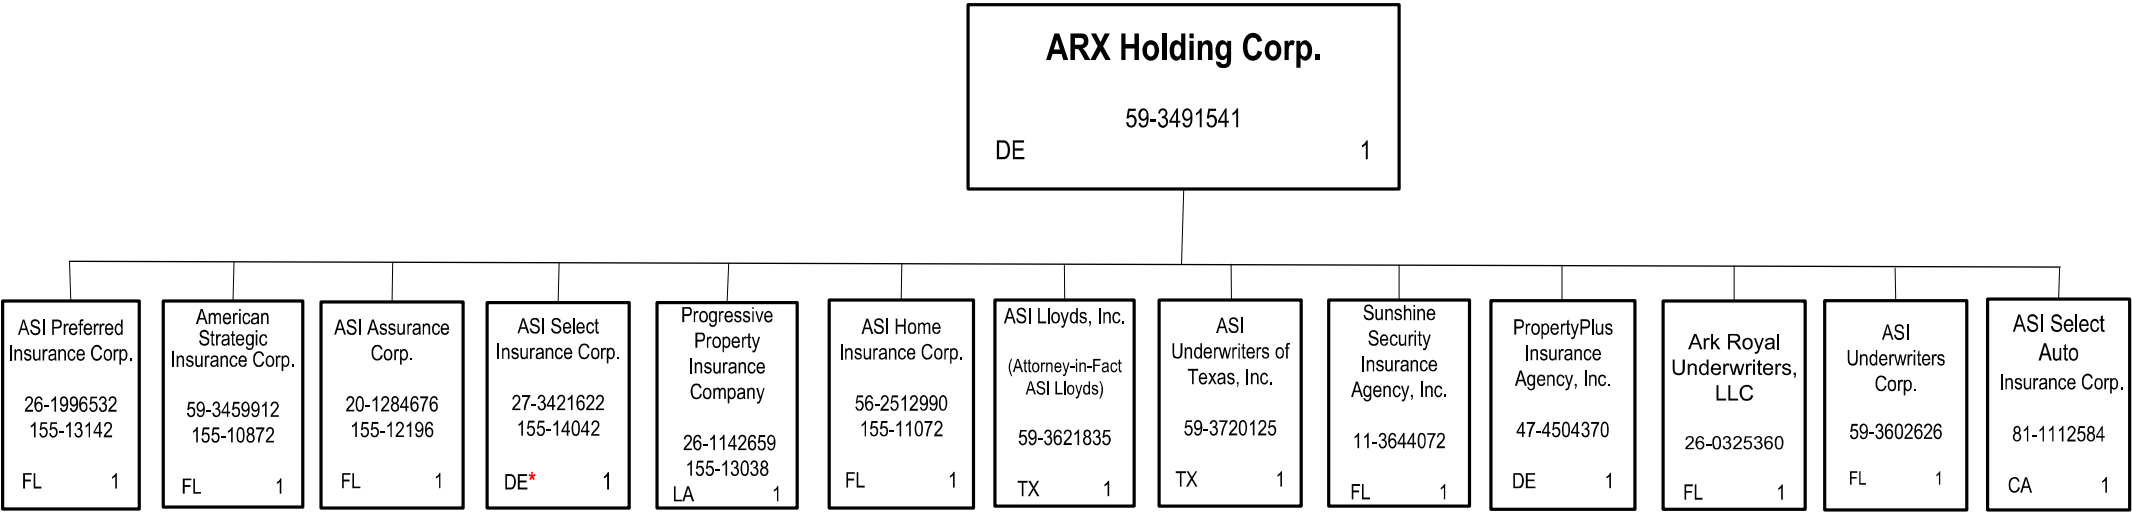 ARX Holding Corp.
59-3491541
DE 1
ASI Preferred
Insurance Corp.
26-1996532
155-13142
FL 1
American
Strategic
Insurance Corp.
59-3459912
155-10872
FL 1
ASI Assurance
Corp.
20-1284676
155-12196
FL 1
ASI Select
Insurance Corp.
27-3421622
155-14042
DE* 1
Progressive
Property
Insurance
Company
26-1142659
155-13038
LA 1
ASI Home
Insurance Corp.
56-2512990
155-11072
FL 1
ASI Lloyds, Inc.
(Attorney-in-Fact
ASI Lloyds)
59-3621835
TX 1
ASI
Underwriters of
Texas, Inc.
59-3720125
TX 1
Sunshine
Security
Insurance
Agency, Inc.
11-3644072
FL 1
PropertyPlus
Insurance
Agency, Inc.
47-4504370
DE 1
Ark Royal
Underwriters,
LLC
26-0325360
FL 1
ASI
Underwriters
Corp.
59-3602626
FL 1
ASI Select
Auto
Insurance Corp.
81-1112584
CA 1